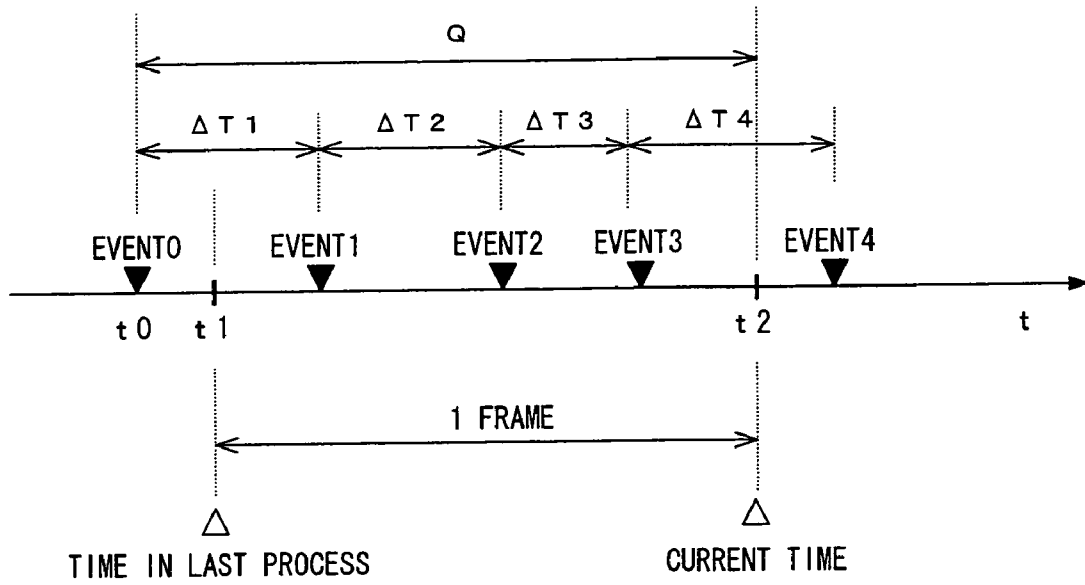 Q
ΔT1 ΔT2 ΔT3 ΔT4
EVENT0 EVENT1 EVENT2 EVENT3 EVENT4
t0 t1 t2 t
1 FRAME
TIME IN LAST PROCESS CURRENT TIME